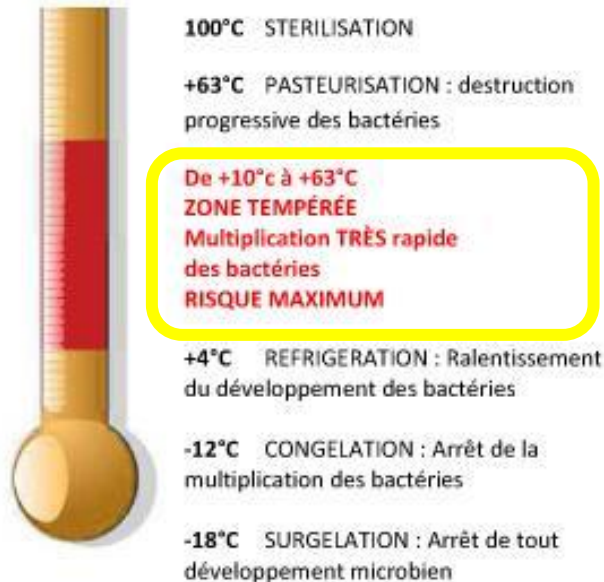 100°C STERILISATION
+63°C PASTEURISATION : destruction
progressive des bactéries
De +10°c à +63°C
ZONE TEMPÉRÉE
Multiplication TRÈS rapide
des bactéries
RISQUE MAXIMUM
+4°C REFRIGERATION : Ralentissement
du développement des bactéries
-12°C CONGELATION : Arrêt de la
multiplication des bactéries
-18°C SURGELATION : Arrêt de tout
développement microbien